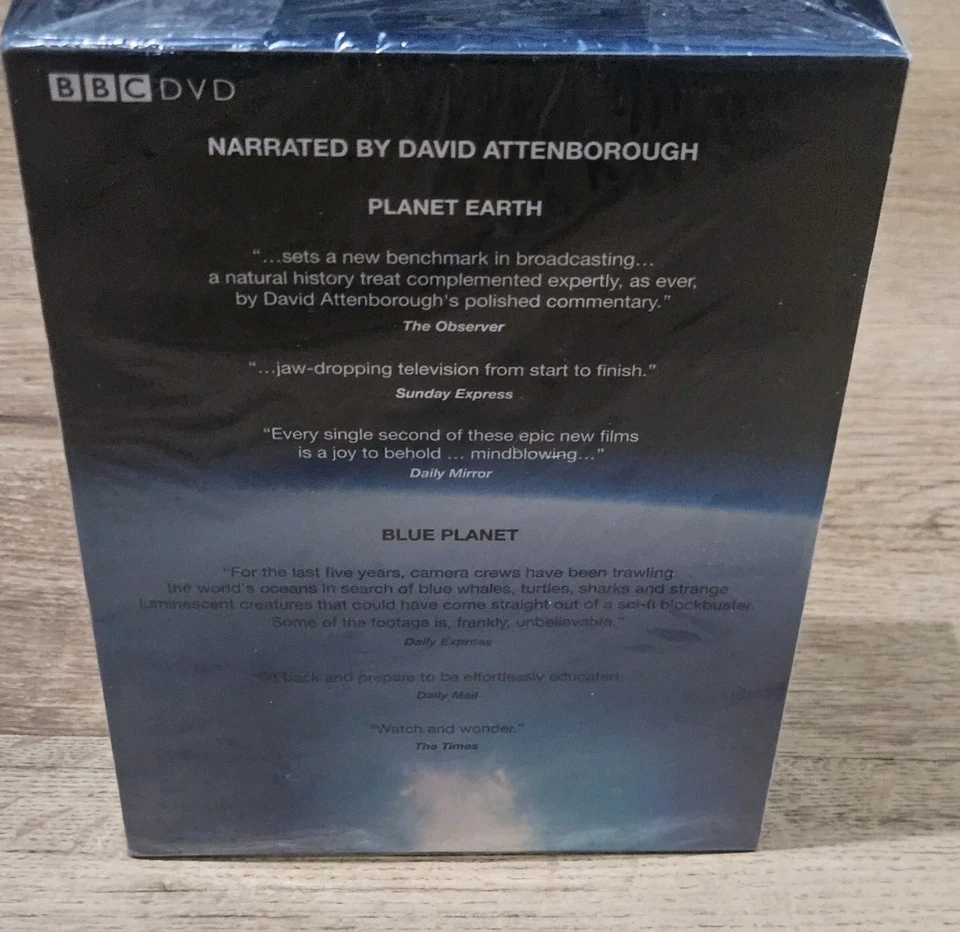 BBC DVD
NARRATED BY DAVID ATTENBOROUGH
PLANET EARTH
“...sets a new benchmark in broadcasting...
a natural history treat complemented expertly, as ever,
by David Attenborough's polished commentary.”
The Observer
“...jaw-dropping television from start to finish.”
Sunday Express
“Every single second of these epic new films
is a joy to behold ... mindblowing...”
Daily Mirror
BLUE PLANET
“For the last five years, camera crews have been trawling
the world's oceans in search of blue whales, turtles, sharks and strange
luminescent creatures that could have come straight out of a sci-fi blockbuster.
Some of the footage is, frankly, unbelievable.”
Daily Express
back and prepare to be effortlessly educated.
Daily Mail
“Watch and wonder.”
The Times